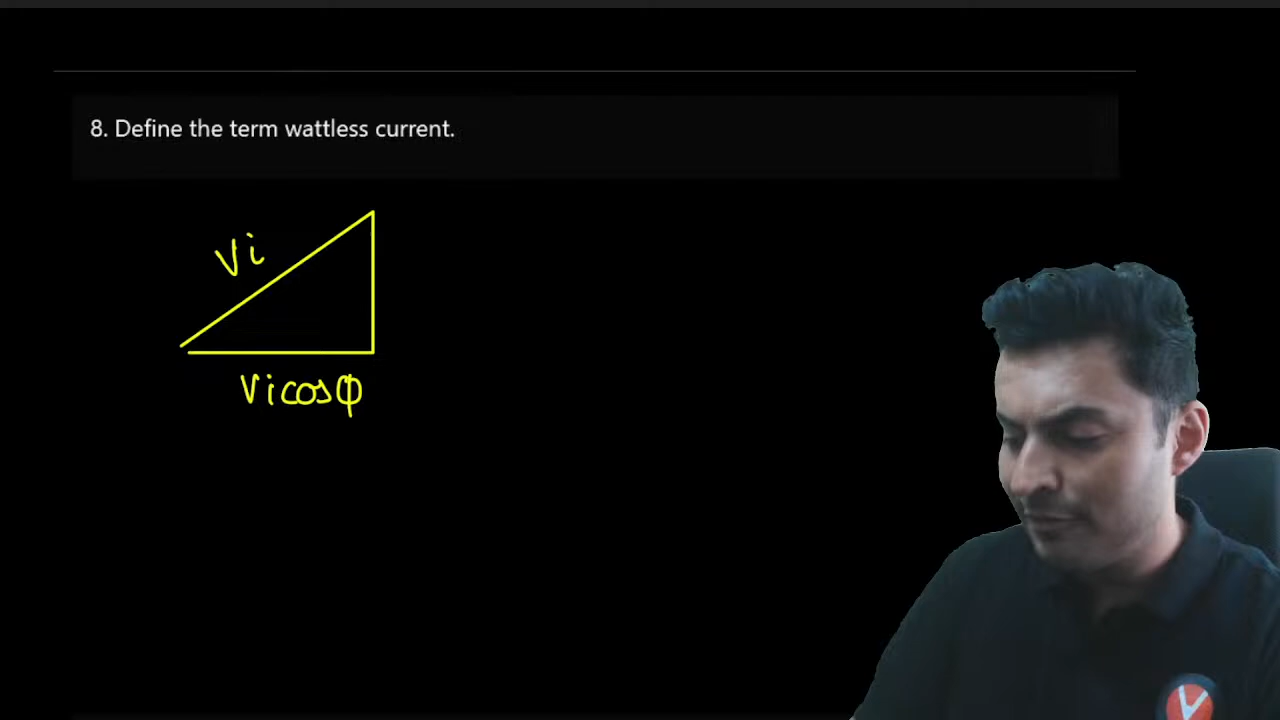 8. Define the term wattless current.
Vi
Vicosφ